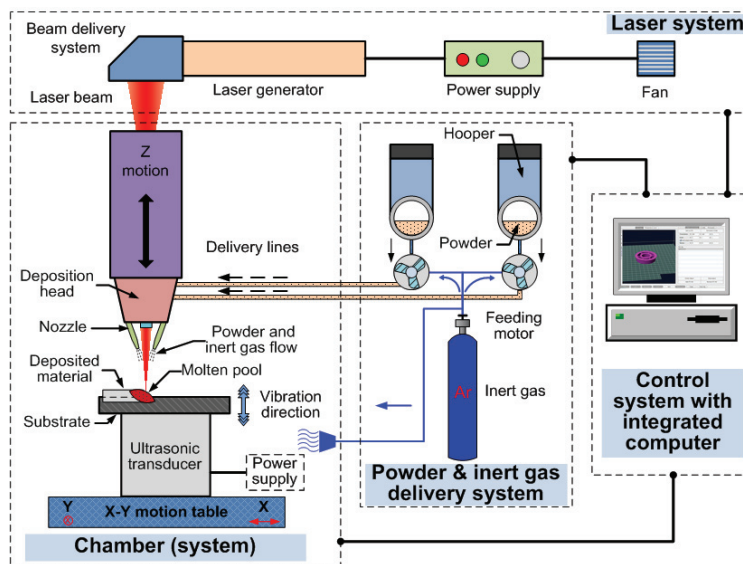 Laser system
Beam delivery
system
Laser beam
Laser generator
Power supply
Fan
Z
motion
Deposition
head
Nozzle
Delivery lines
Powder and
inert gas flow
Deposited
material
Molten pool
Vibration
direction
Substrate
Ultrasonic
transducer
Power
supply
Y
X-Y motion table
X
Chamber (system)
Hooper
Powder
Feeding
motor
Ar
Inert gas
Powder & inert gas
delivery system
Control
system with
integrated
computer